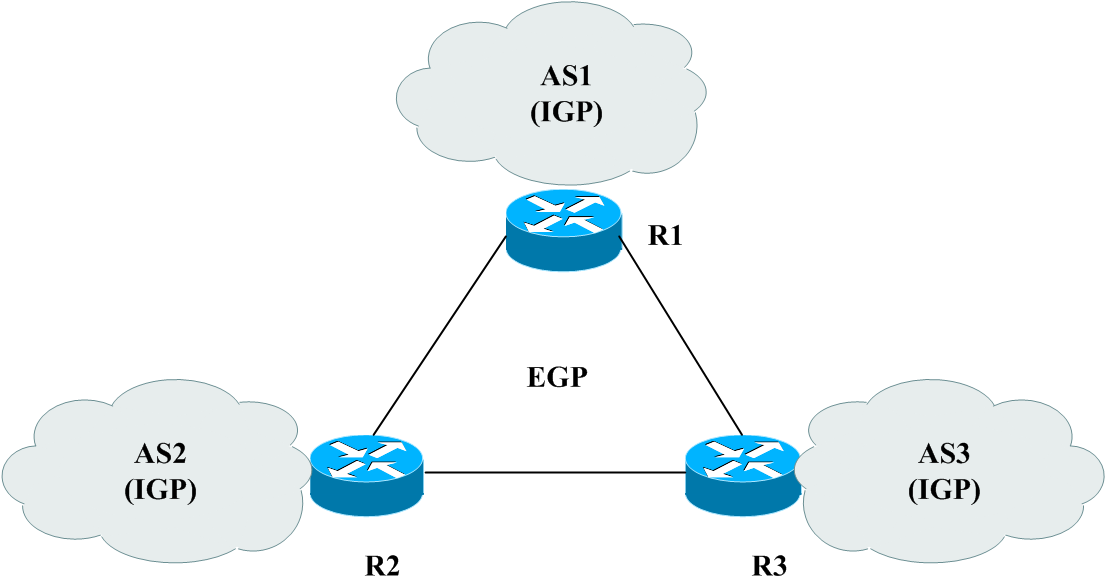 AS1
(IGP)
R1
EGP
AS2
(IGP)
AS3
(IGP)
R2
R3